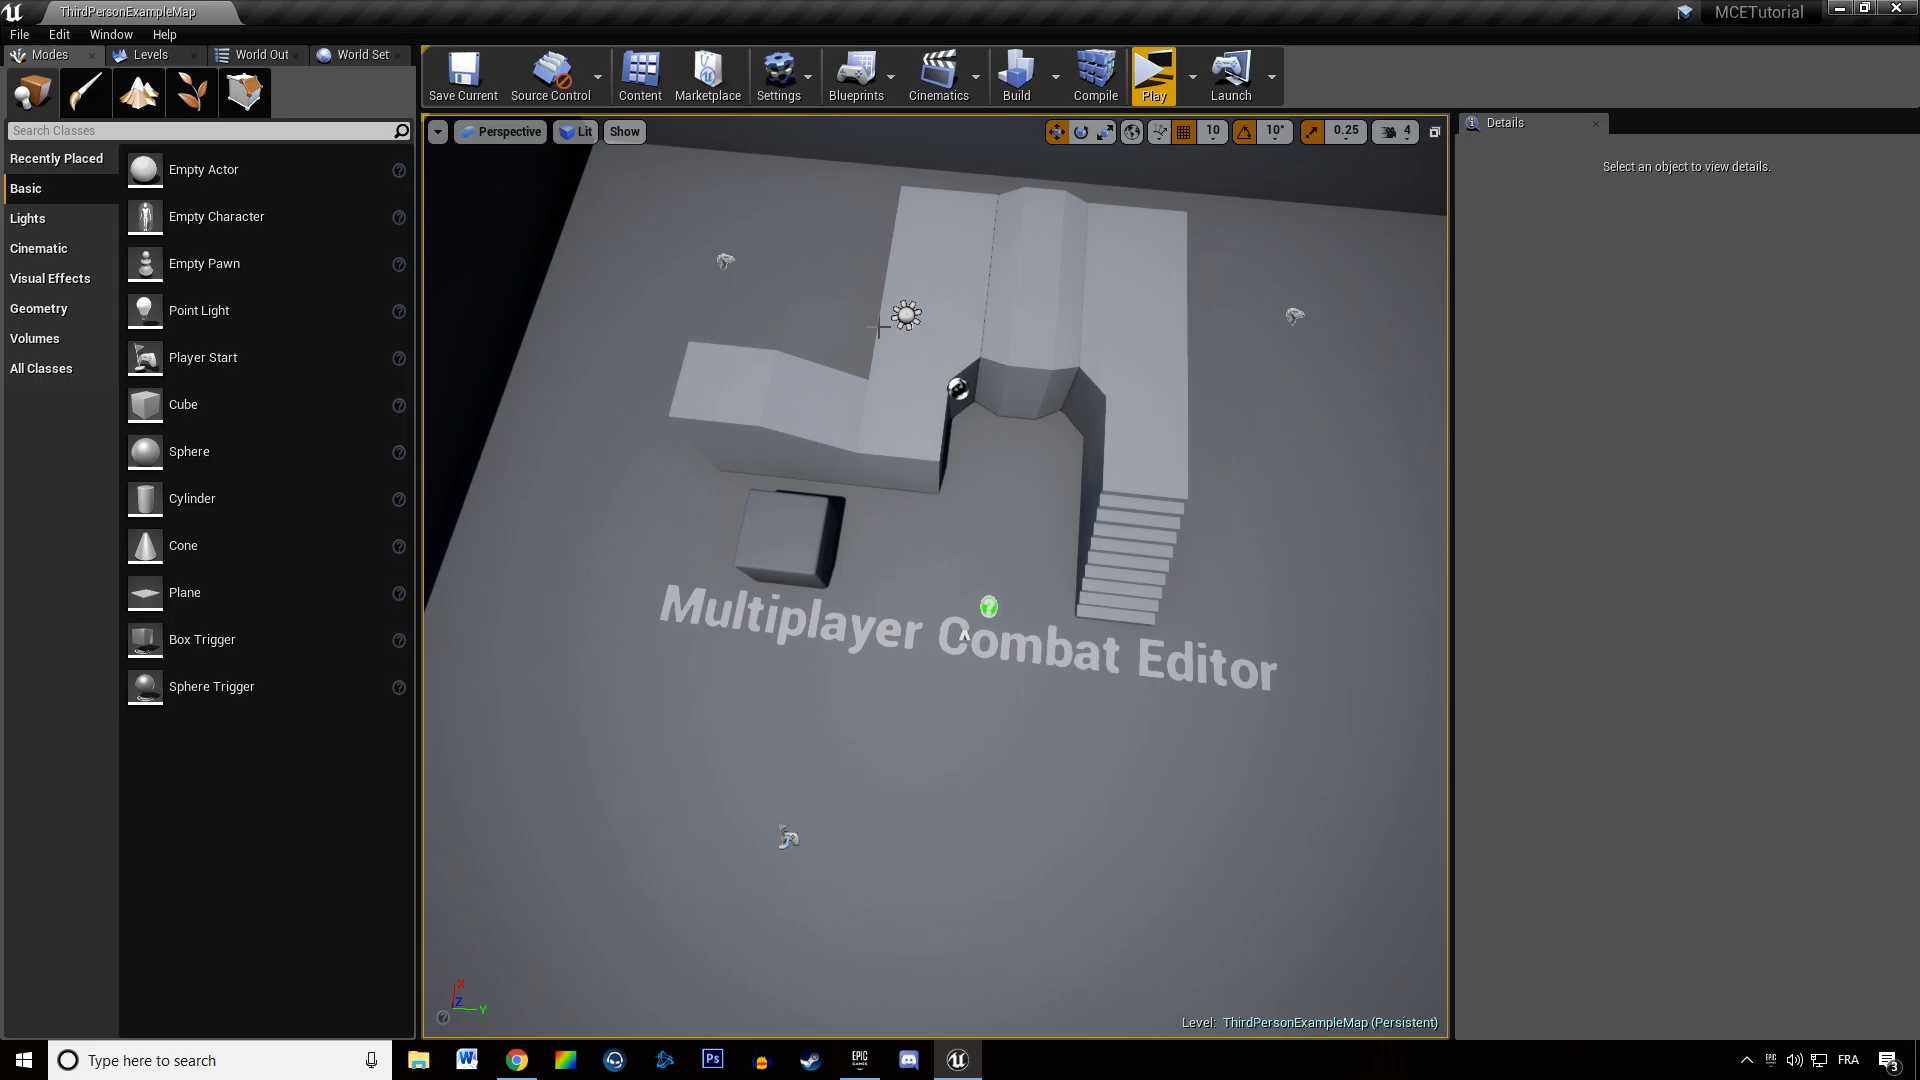 ThirdPersonExampleMap
MCETutorial
File Edit Window Help
Modes Levels World Out World Set
Save Current Source Control Content Marketplace Settings Blueprints Cinematics Build Compile Play Launch
Search Classes
Recently Placed
Basic
Lights
Cinematic
Visual Effects
Geometry
Volumes
All Classes
Empty Actor
Empty Character
Empty Pawn
Point Light
Player Start
Cube
Sphere
Cylinder
Cone
Plane
Box Trigger
Sphere Trigger
Perspective Lit Show 10 10° 0.25 4
Multiplayer Combat Editor
X
Z
Y
Level: ThirdPersonExampleMap (Persistent)
Details
Select an object to view details.
Type here to search
W
Ps
EPIC
GAMES
FRA
3